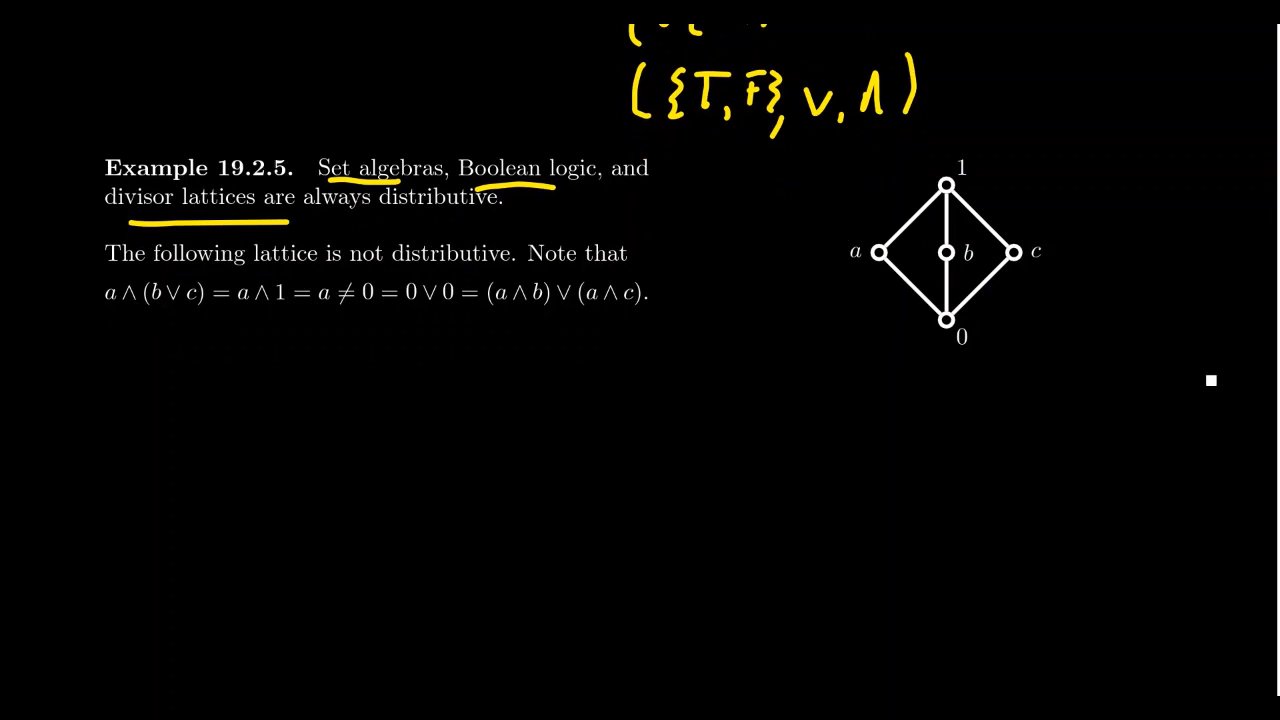 ({T, F}, ∨, ∧)
Example 19.2.5. Set algebras, Boolean logic, and
divisor lattices are always distributive.
The following lattice is not distributive. Note that
a ∧ (b ∨ c) = a ∧ 1 = a ≠ 0 = 0 ∨ 0 = (a ∧ b) ∨ (a ∧ c).
1
a b c
0